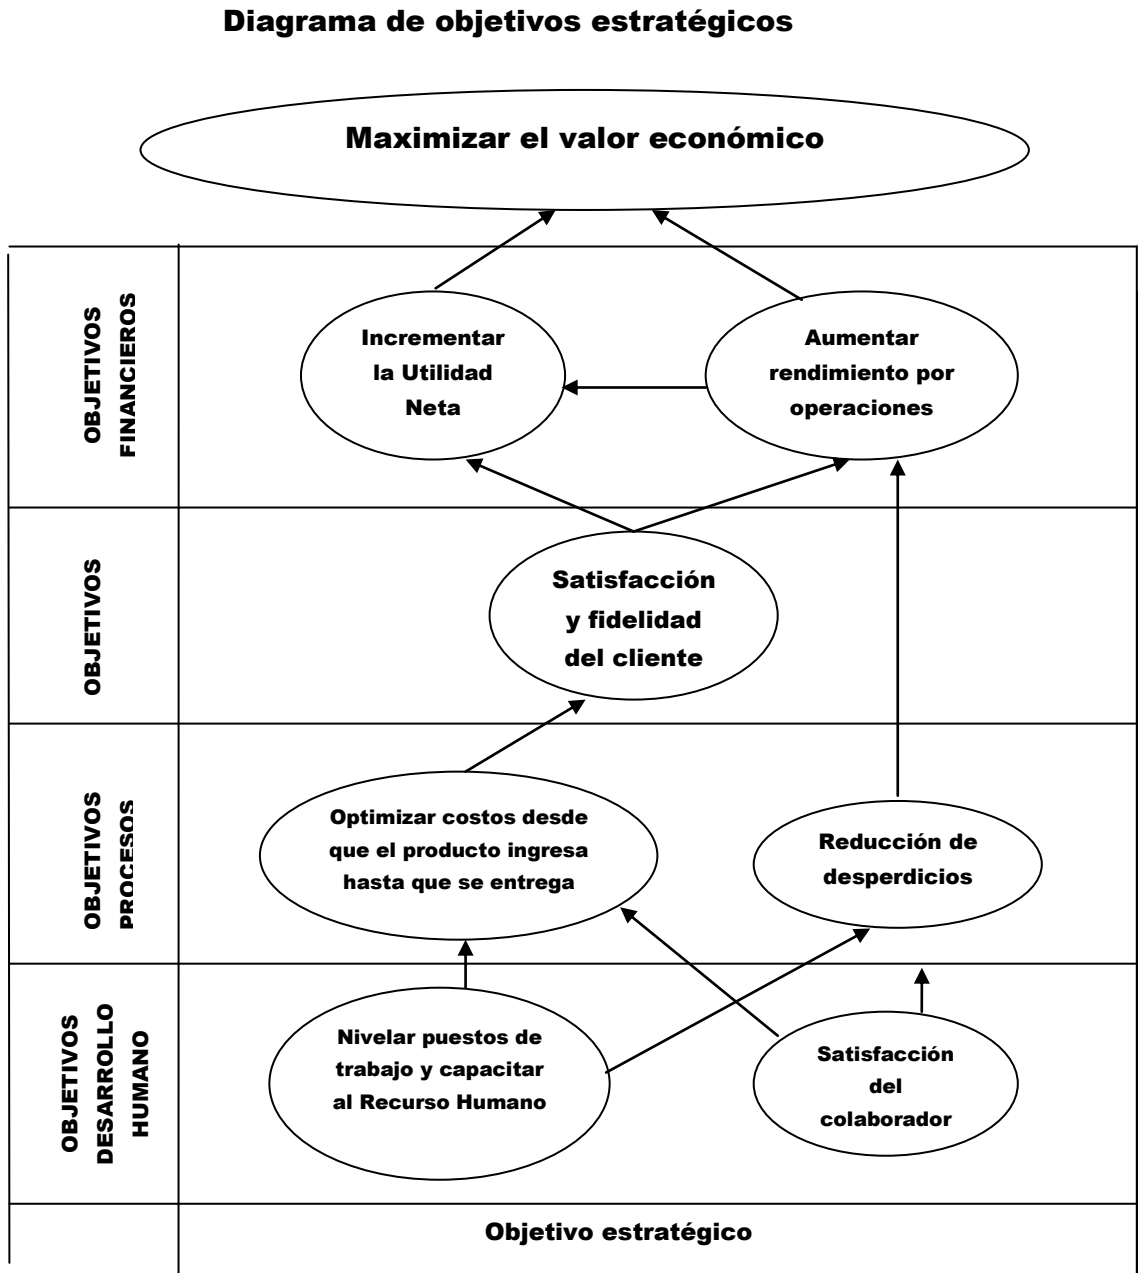 Diagrama de objetivos estratégicos
Maximizar el valor económico
OBJETIVOS
FINANCIEROS
Incrementar
la Utilidad
Neta
Aumentar
rendimiento por
operaciones
OBJETIVOS
Satisfacción
y fidelidad
del cliente
OBJETIVOS
PROCESOS
Optimizar costos desde
que el producto ingresa
hasta que se entrega
Reducción de
desperdicios
OBJETIVOS
DESARROLLO
HUMANO
Nivelar puestos de
trabajo y capacitar
al Recurso Humano
Satisfacción
del
colaborador
Objetivo estratégico